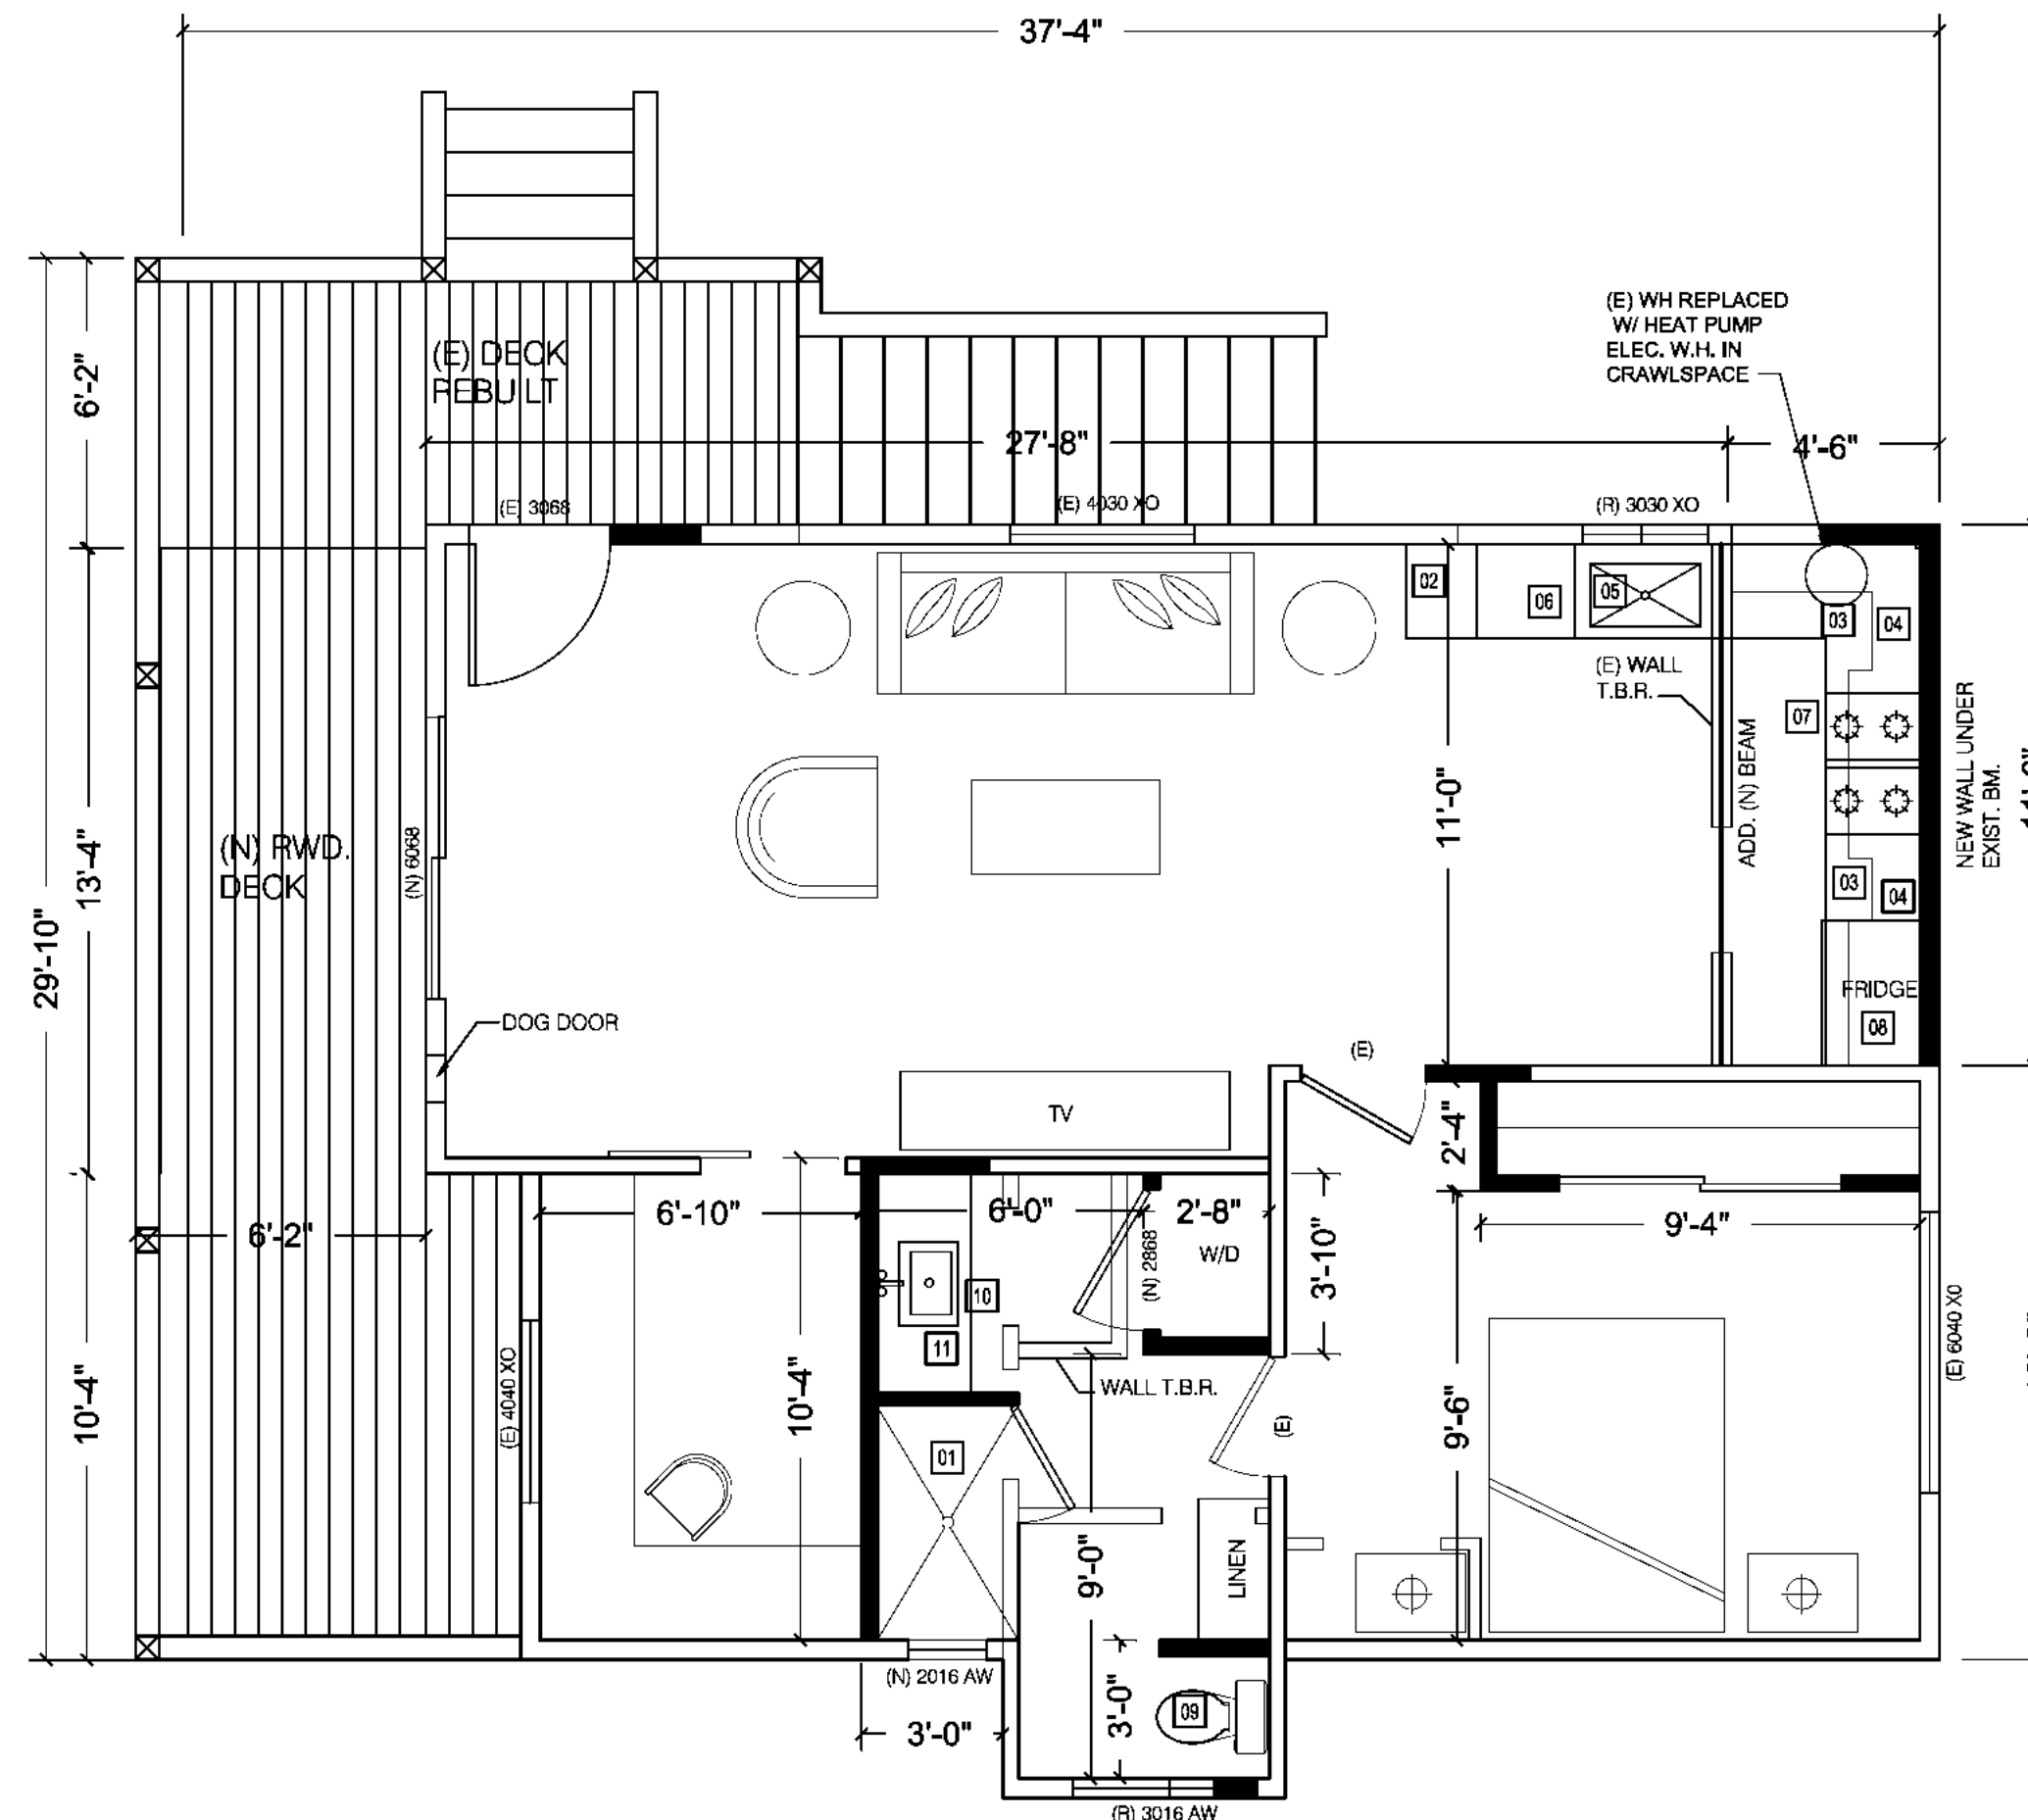 37'-4"
(E) WH REPLACED
W/ HEAT PUMP
ELEC. W.H. IN
CRAWLSPACE
(E) DECK
REBUILT
6'-2"
27'-8"
4'-6"
(E) 3068
(E) 4030 XO
(R) 3030 XO
02
06
05
03
04
(E) WALL
T.B.R.
07
ADD. (N) BEAM
NEW WALL UNDER
EXIST. BM.
11'-0"
(N) RWD.
DECK
(N) 6068
13'-4"
29'-10"
03
04
FRIDGE
08
DOG DOOR
(E)
TV
2'-4"
6'-2"
6'-10"
6'-0"
2'-8"
W/D
(N) 2868
3'-10"
9'-4"
10
11
(E) 4040 XO
10'-4"
10'-4"
WALL T.B.R.
(E)
9'-6"
(E) 6040 X0
01
9'-0"
LINEN
(N) 2016 AW
3'-0"
3'-0"
09
(R) 3016 AW